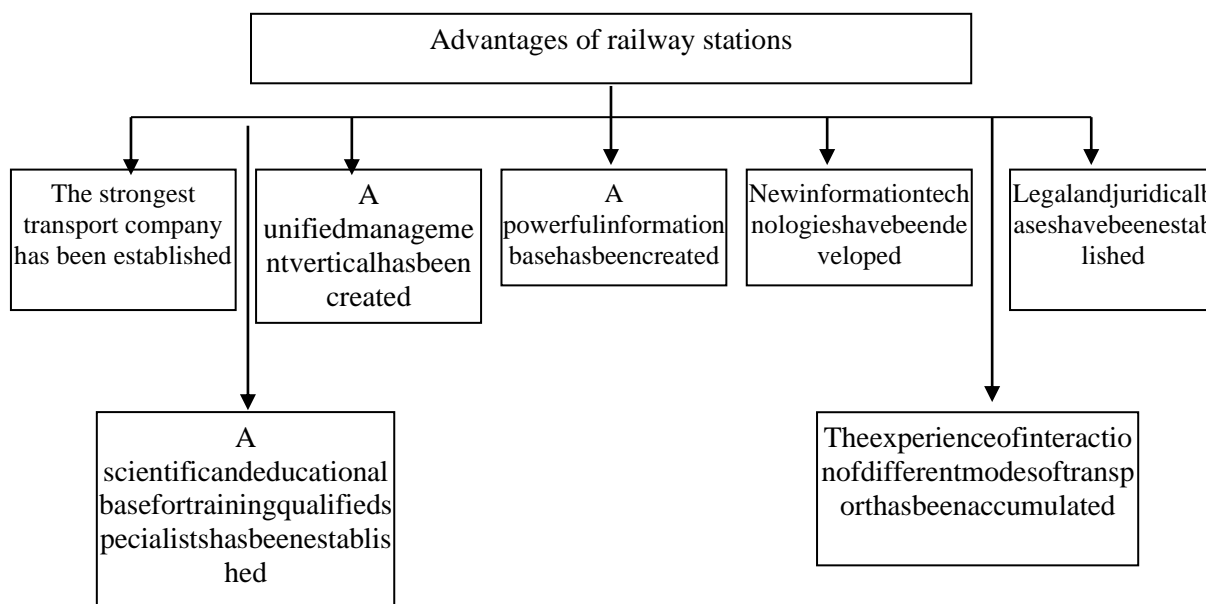 Advantages of railway stations
The strongest
transport company
has been established
A
unifiedmanageme
ntverticalhasbeen
created
A
powerfulinformation
basehasbeencreated
Newinformationtech
nologieshavebeende
veloped
Legalandjuridicalb
aseshavebeenestab
lished
A
scientificandeducational
basefortrainingqualifieds
pecialistshasbeenestablis
hed
Theexperienceofinteractio
nofdifferentmodesoftransp
orthasbeenaccumulated